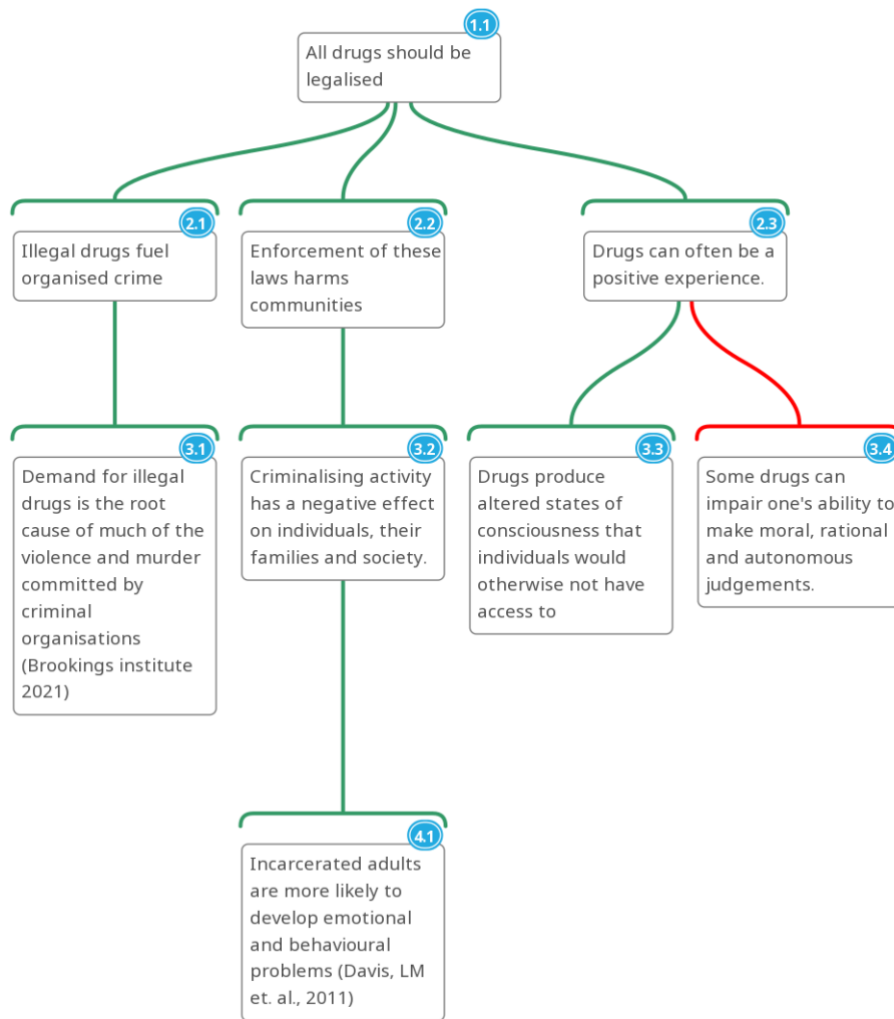 1.1
All drugs should be
legalised
2.1
Illegal drugs fuel
organised crime
2.2
Enforcement of these
laws harms
communities
2.3
Drugs can often be a
positive experience.
3.1
Demand for illegal
drugs is the root
cause of much of the
violence and murder
committed by
criminal
organisations
(Brookings institute
2021)
3.2
Criminalising activity
has a negative effect
on individuals, their
families and society.
3.3
Drugs produce
altered states of
consciousness that
individuals would
otherwise not have
access to
3.4
Some drugs can
impair one's ability to
make moral, rational
and autonomous
judgements.
4.1
Incarcerated adults
are more likely to
develop emotional
and behavioural
problems (Davis, LM
et. al., 2011)